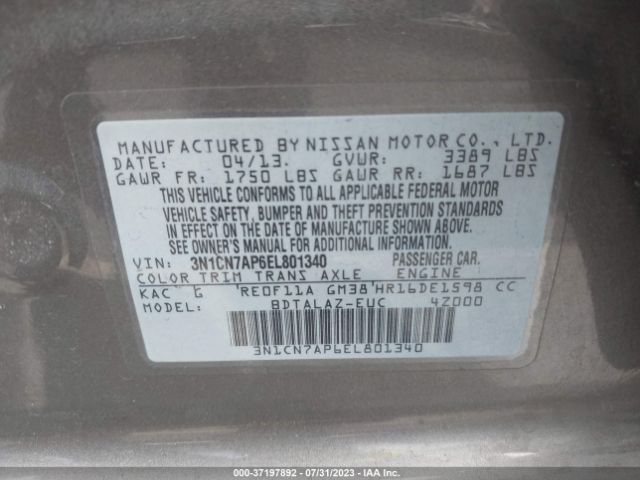 MANUFACTURED BY NISSAN MOTOR CO., LTD.
DATE: 04/13. GVWR: 3389 LBS
GAWR FR: 1750 LBS GAWR RR: 1687 LBS
THIS VEHICLE CONFORMS TO ALL APPLICABLE FEDERAL MOTOR
VEHICLE SAFETY, BUMPER AND THEFT PREVENTION STANDARDS
IN EFFECT ON THE DATE OF MANUFACTURE SHOWN ABOVE.
SEE OWNER'S MANUAL FOR ADDITIONAL INFORMATION.
VIN: 3N1CN7AP6EL801340 PASSENGER CAR.
COLOR TRIM TRANS AXLE ENGINE
KAC G RE0F11A GM38 HR16DE1598 CC
MODEL: BDTALAZ-EUC 4Z000
3N1CN7AP6EL801340
000-37197892 / 07/31/2023 - IAA Inc.